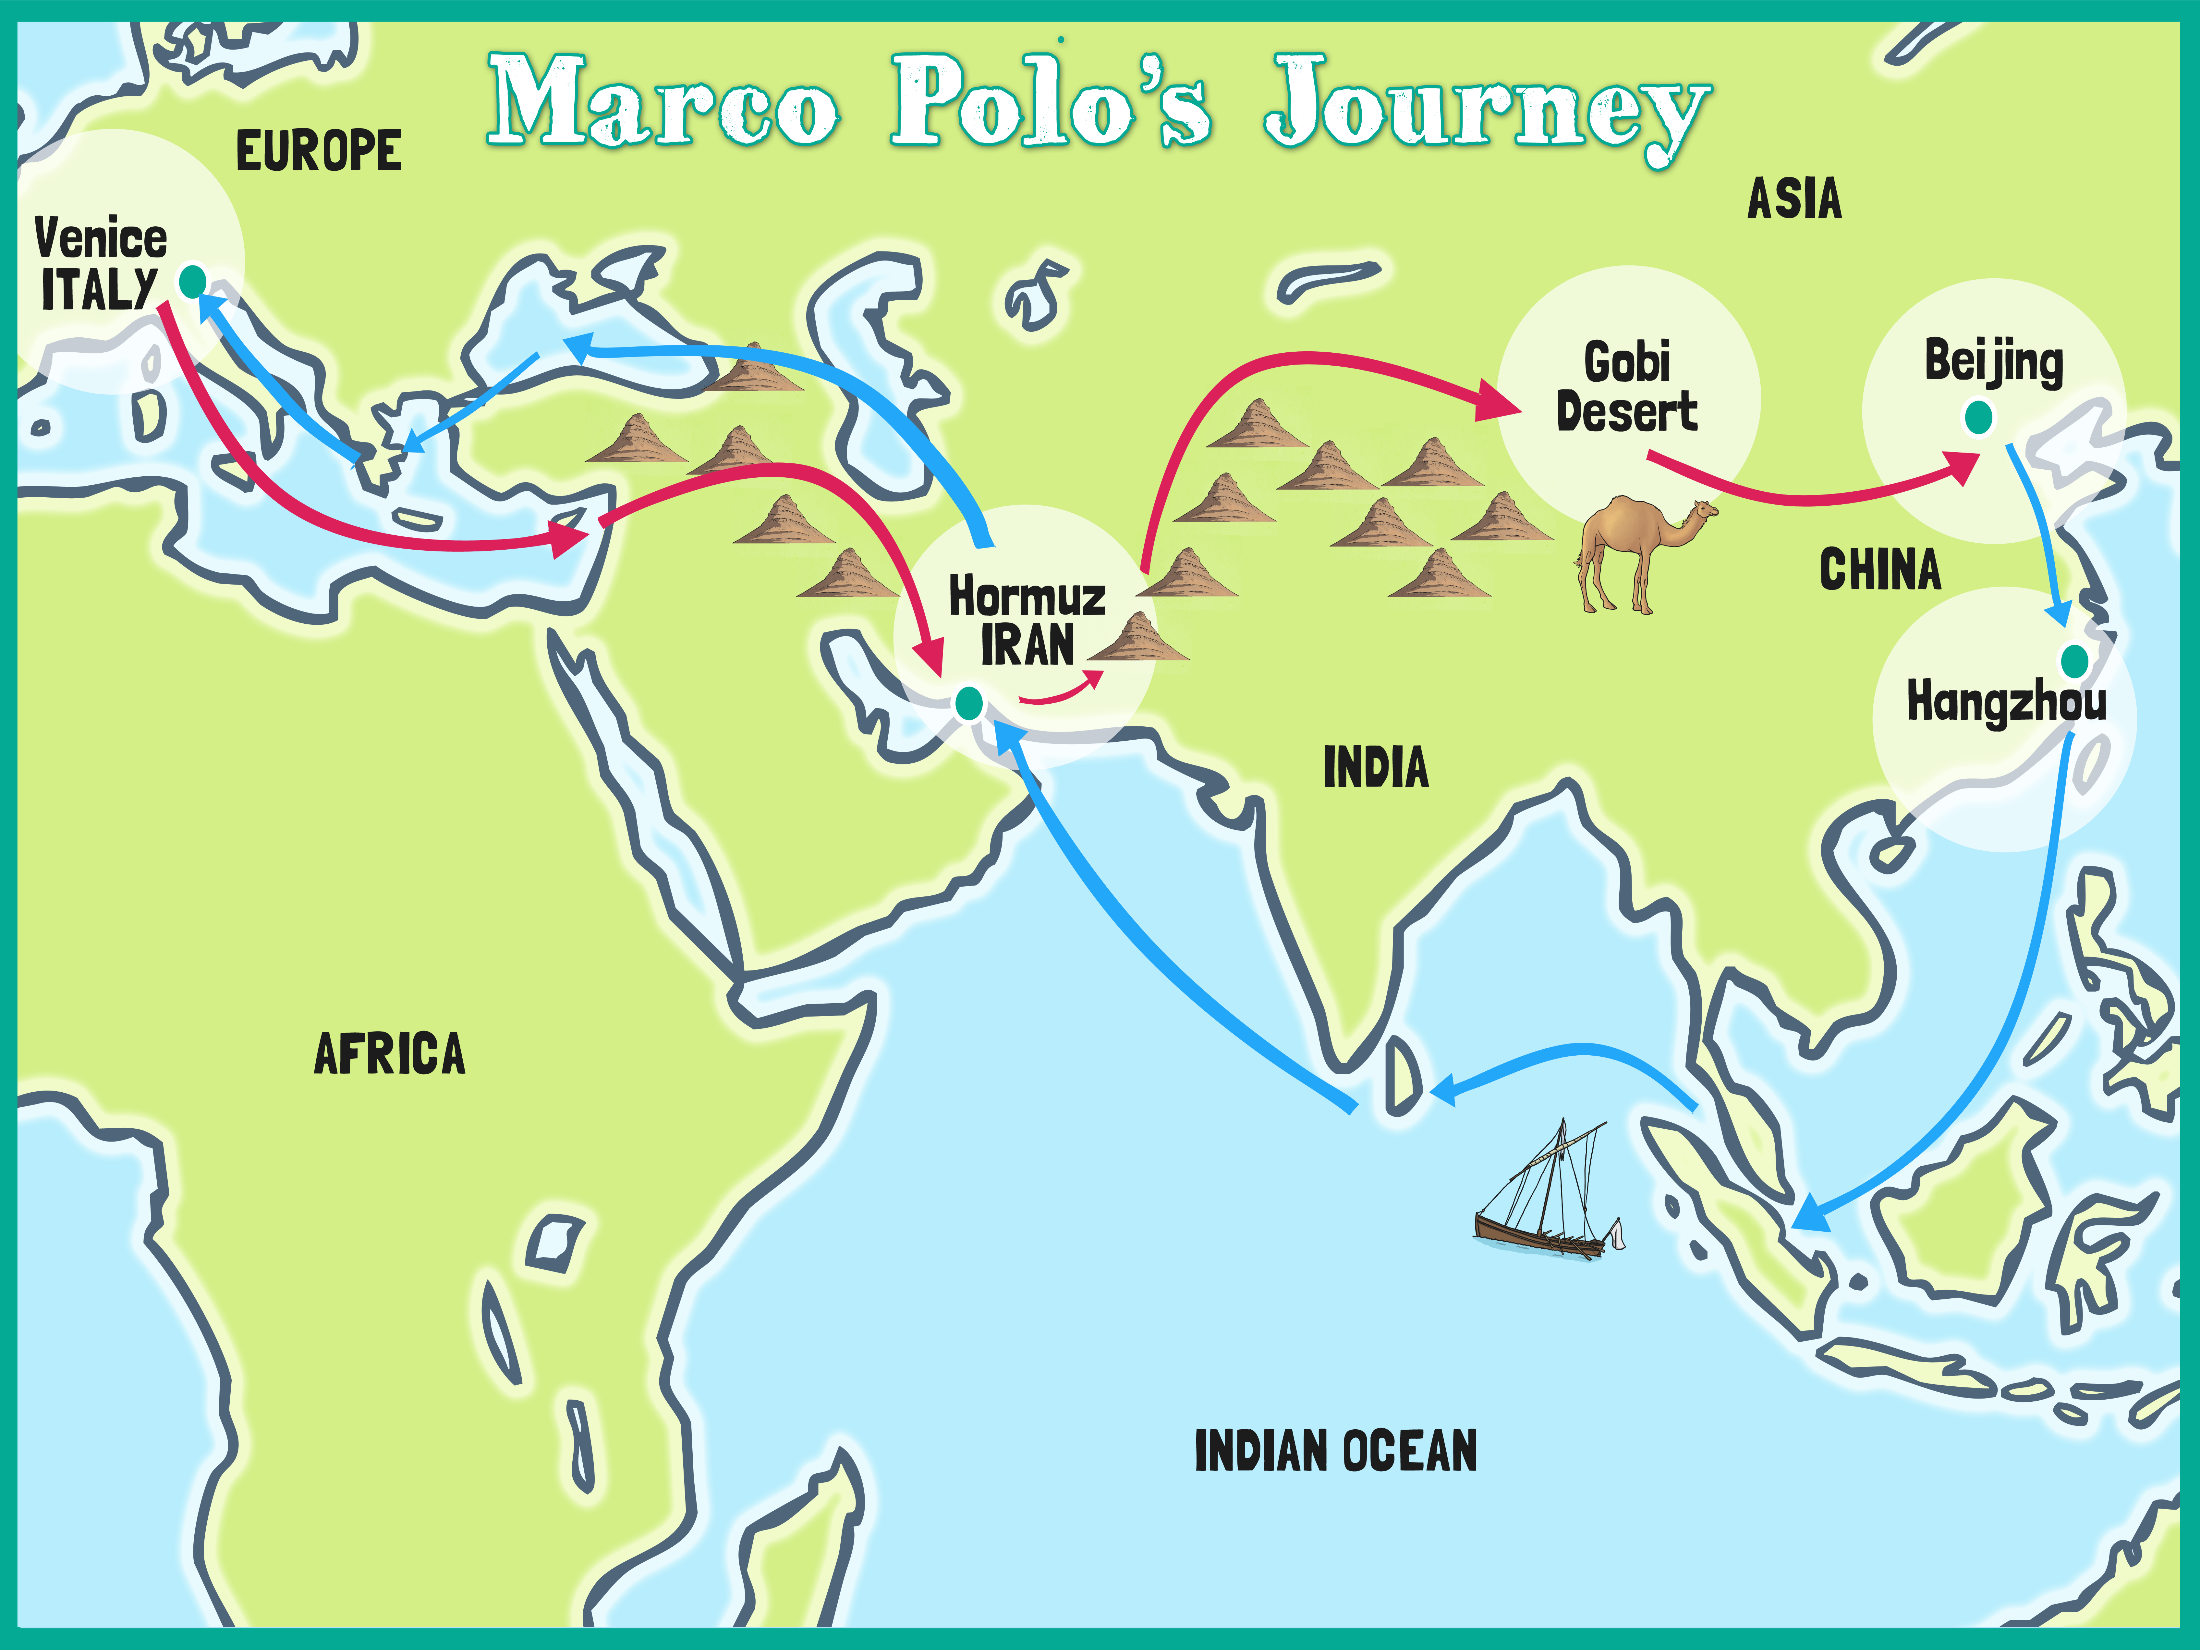 Marco Polo's Journey
EUROPE
ASIA
Venice
ITALY
Gobi
Desert
Beijing
CHINA
Hormuz
IRAN
Hangzhou
INDIA
AFRICA
INDIAN OCEAN